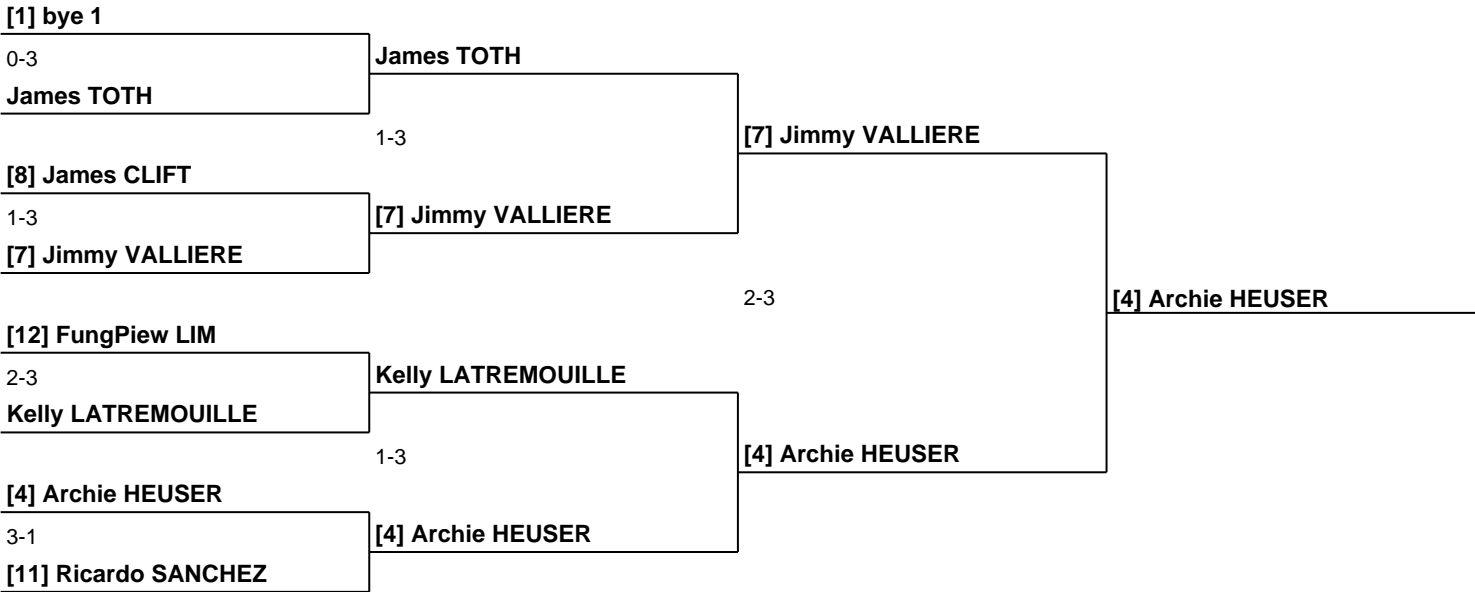 [1] bye 1
0-3
James TOTH
James TOTH
1-3
[7] Jimmy VALLIERE
[8] James CLIFT
1-3
[7] Jimmy VALLIERE
[7] Jimmy VALLIERE
2-3
[4] Archie HEUSER
[12] FungPiew LIM
2-3
Kelly LATREMOUILLE
Kelly LATREMOUILLE
1-3
[4] Archie HEUSER
[4] Archie HEUSER
3-1
[4] Archie HEUSER
[11] Ricardo SANCHEZ